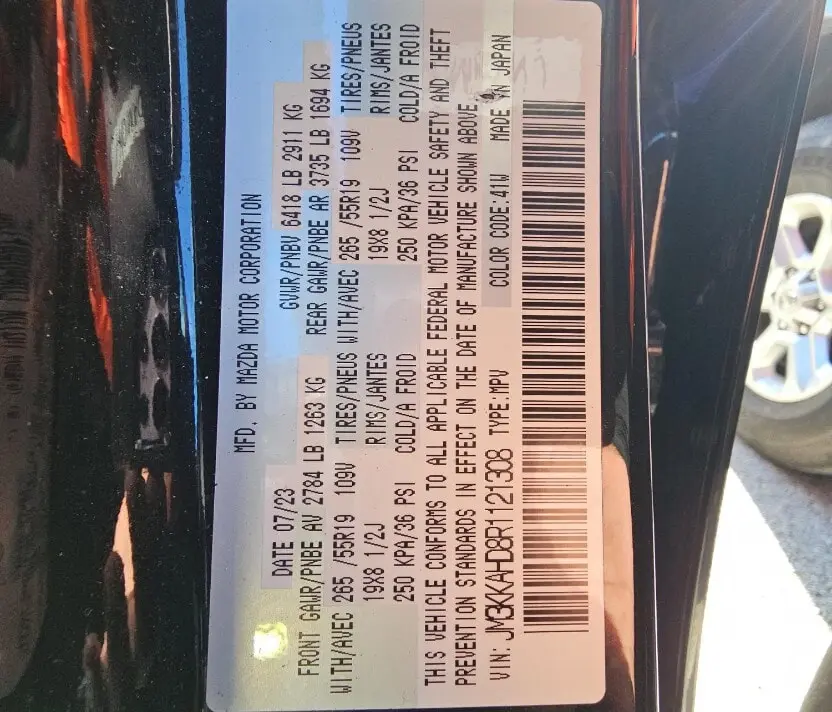 MFD. BY MAZDA MOTOR CORPORATION
DATE 07/23 GVWR/PNBV 6418 LB 2911 KG
FRONT GAWR/PNBE AV 2784 LB 1263 KG REAR GAWR/PNBE AR 3735 LB 1694 KG
WITH/AVEC 265 /55R19 109V TIRES/PNEUS WITH/AVEC 265 /55R19 109V TIRES/PNEUS
19X8 1/2J RIMS/JANTES 19X8 1/2J RIMS/JANTES
250 KPA/36 PSI COLD/A FROID 250 KPA/36 PSI COLD/A FROID
THIS VEHICLE CONFORMS TO ALL APPLICABLE FEDERAL MOTOR VEHICLE SAFETY AND THEFT
PREVENTION STANDARDS IN EFFECT ON THE DATE OF MANUFACTURE SHOWN ABOVE.
VIN: JM3KKAHD8R1121308 TYPE:MPV COLOR CODE:41W MADE IN JAPAN